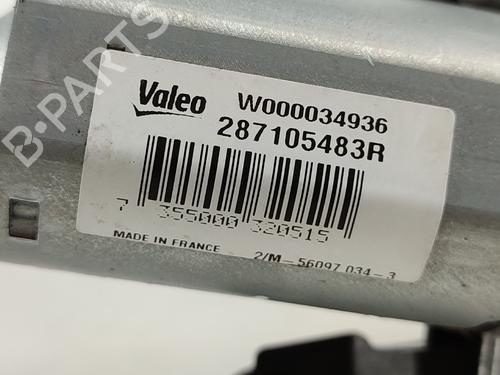 B-PARTS
Valeo W000034936
287105483R
7 355000 320515
MADE IN FRANCE 2/M-56097 034-3